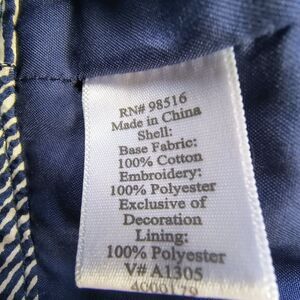 RN# 98516
Made in China
Shell:
Base Fabric:
100% Cotton
Embroidery:
100% Polyester
Exclusive of
Decoration
Lining:
100% Polyester
V# A1305
4000179